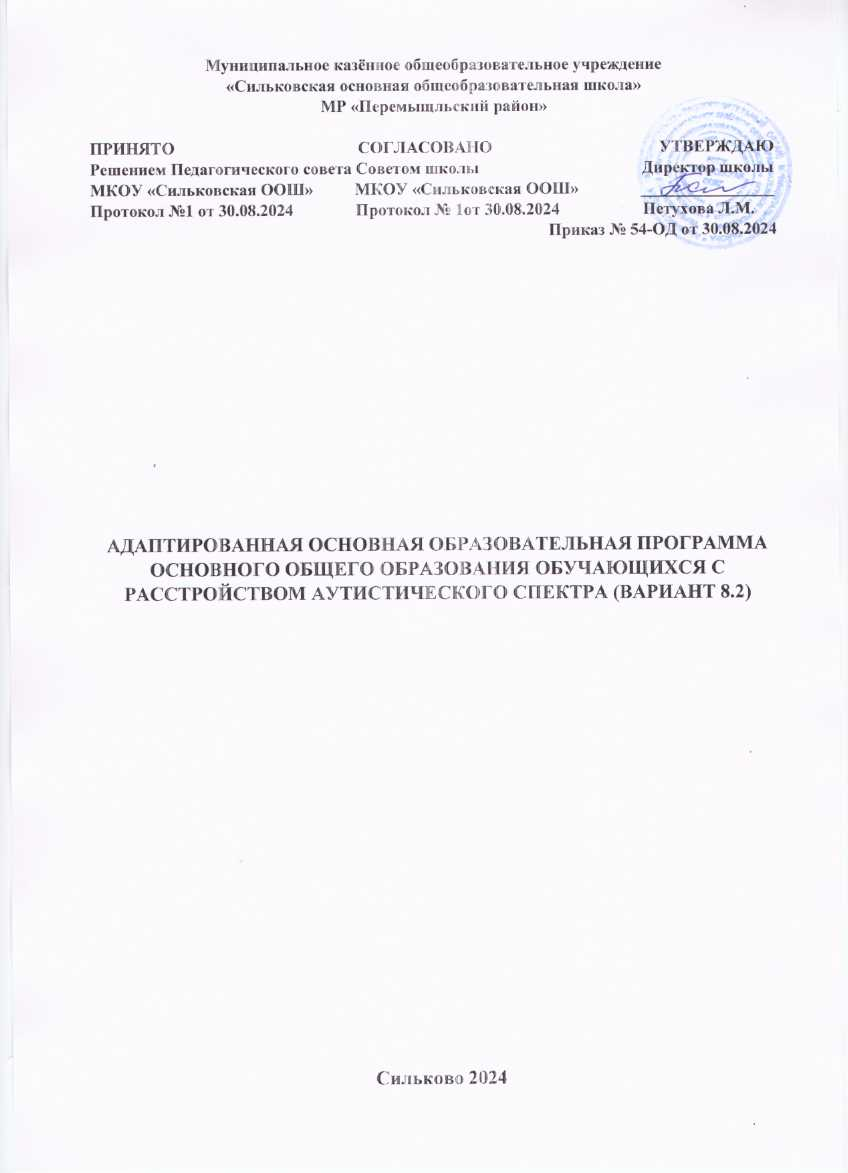 Муниципальное казённое общеобразовательное учреждение
«Сильковская основная общеобразовательная школа»
МР «Перемышльский район»
ПРИНЯТО СОГЛАСОВАНО УТВЕРЖДАЮ
Решением Педагогического совета Советом школы Директор школы
МКОУ «Сильковская ООШ» МКОУ «Сильковская ООШ»
Протокол №1 от 30.08.2024 Протокол № 1от 30.08.2024 Петухова Л.М.
Приказ № 54-ОД от 30.08.2024
АДАПТИРОВАННАЯ ОСНОВНАЯ ОБРАЗОВАТЕЛЬНАЯ ПРОГРАММА
ОСНОВНОГО ОБЩЕГО ОБРАЗОВАНИЯ ОБУЧАЮЩИХСЯ С
РАССТРОЙСТВОМ АУТИСТИЧЕСКОГО СПЕКТРА (ВАРИАНТ 8.2)
Сильково 2024